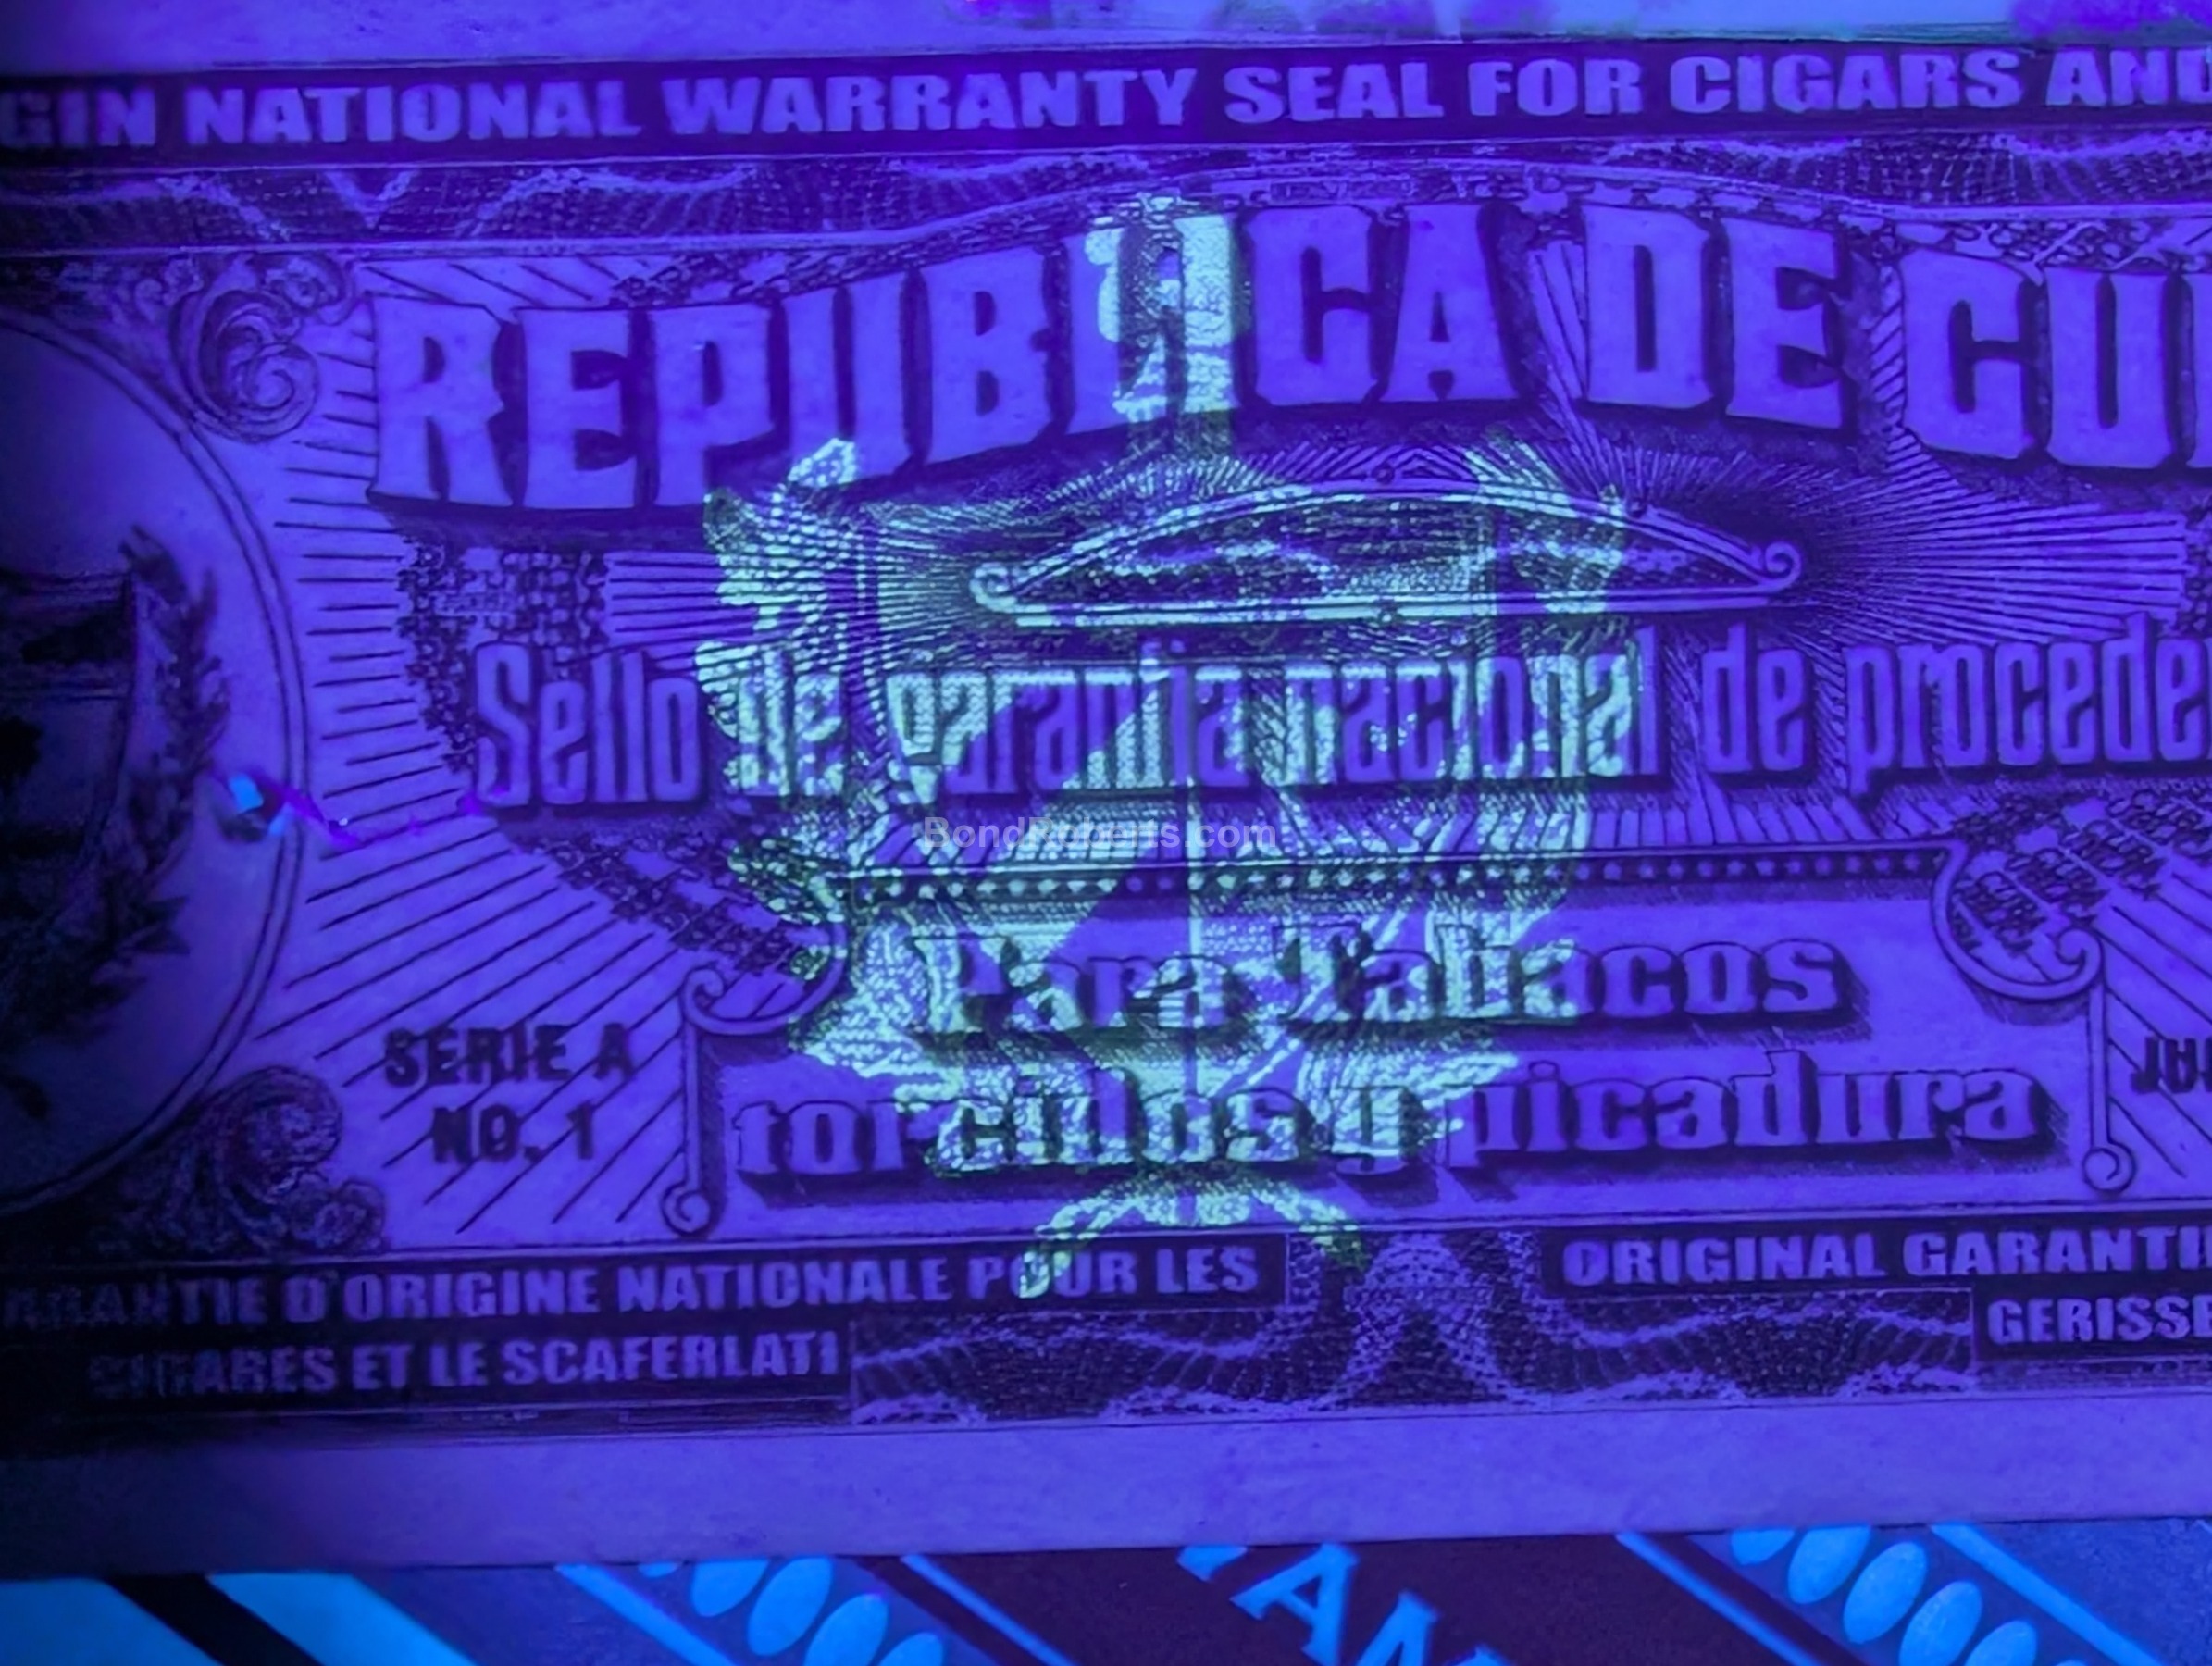 GIN NATIONAL WARRANTY SEAL FOR CIGARS AND
REPUBLICA DE CU
Sello de garantia nacional de procede
BondRoberts.com
Para Tabacos
SERIE A
NO. 1
torcidos y picadura
ARANTIE D'ORIGINE NATIONALE POUR LES
CIGARES ET LE SCAFERLATI
ORIGINAL GARANTI
GERISSE